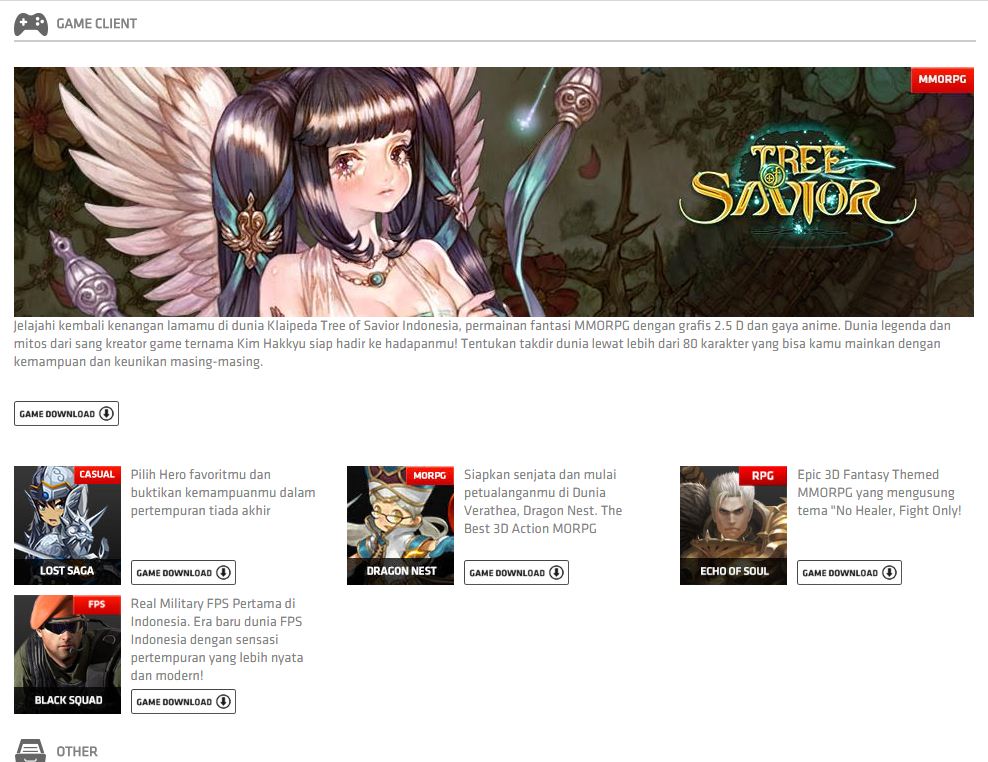 GAME CLIENT
MMORPG
TREE
of
SAVIOR
Jelajahi kembali kenangan lamamu di dunia Klaipeda Tree of Savior Indonesia, permainan fantasi MMORPG dengan grafis 2.5 D dan gaya anime. Dunia legenda dan
mitos dari sang kreator game ternama Kim Hakkyu siap hadir ke hadapanmu! Tentukan takdir dunia lewat lebih dari 80 karakter yang bisa kamu mainkan dengan
kemampuan dan keunikan masing-masing.
GAME DOWNLOAD
CASUAL
LOST SAGA
Pilih Hero favoritmu dan
buktikan kemampuanmu dalam
pertempuran tiada akhir
GAME DOWNLOAD
MORPG
DRAGON NEST
Siapkan senjata dan mulai
petualanganmu di Dunia
Verathea, Dragon Nest. The
Best 3D Action MORPG
GAME DOWNLOAD
RPG
ECHO OF SOUL
Epic 3D Fantasy Themed
MMORPG yang mengusung
tema "No Healer, Fight Only!
GAME DOWNLOAD
FPS
BLACK SQUAD
Real Military FPS Pertama di
Indonesia. Era baru dunia FPS
Indonesia dengan sensasi
pertempuran yang lebih nyata
dan modern!
GAME DOWNLOAD
OTHER